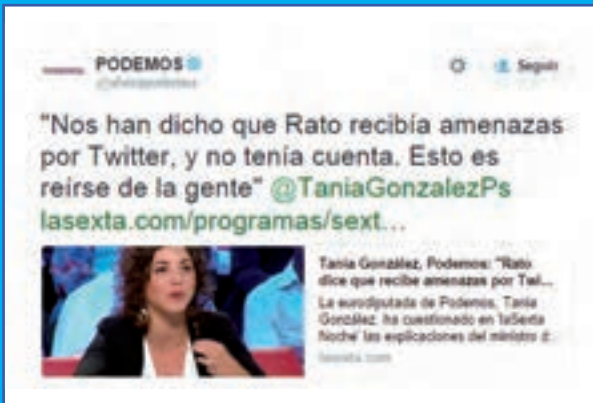 PODEMOS
Seguir
"Nos han dicho que Rato recibía amenazas
por Twitter, y no tenía cuenta. Esto es
reirse de la gente" @TaniaGonzalezPs
lasexta.com/programas/sext...
Tania González, Podemos: "Rato
dice que recibe amenazas por Twi...
La eurodiputada de Podemos, Tania
González, ha cuestionado en 'laSexta
Noche' las explicaciones del ministro d...
lasexta.com